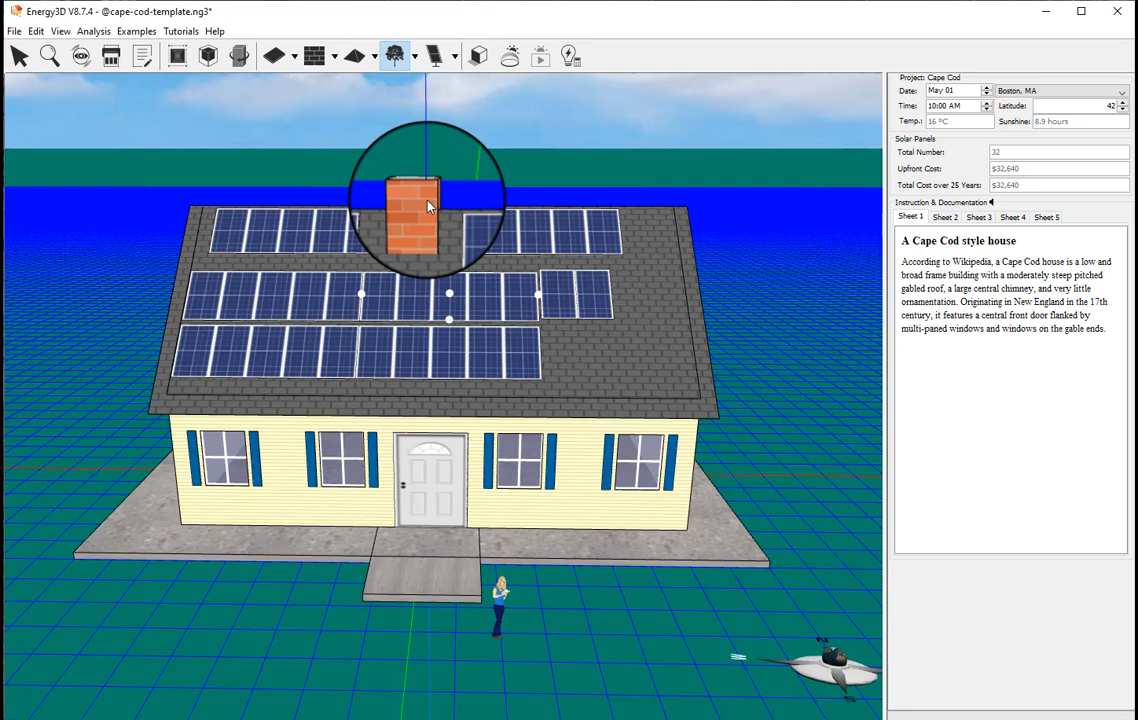 Energy3D V8.7.4 - @cape-cod-template.ng3*
File Edit View Analysis Examples Tutorials Help
Project: Cape Cod
Date: May 01 Boston, MA
Time: 10:00 AM Latitude: 42
Temp.: 16 °C Sunshine: 8.9 hours
Solar Panels
Total Number: 32
Upfront Cost: $32,640
Total Cost over 25 Years: $32,640
Instruction & Documentation
Sheet 1 Sheet 2 Sheet 3 Sheet 4 Sheet 5
A Cape Cod style house
According to Wikipedia, a Cape Cod house is a low and
broad frame building with a moderately steep pitched
gabled roof, a large central chimney, and very little
ornamentation. Originating in New England in the 17th
century, it features a central front door flanked by
multi-paned windows and windows on the gable ends.
N